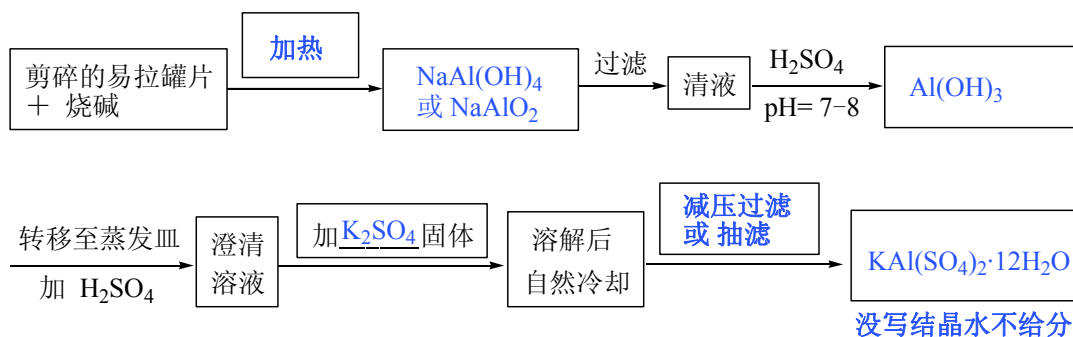 加热
剪碎的易拉罐片
+ 烧碱
NaAl(OH)₄
或 NaAlO₂
过滤
清液
H₂SO₄
pH= 7-8
Al(OH)₃
转移至蒸发皿
加 H₂SO₄
澄清
溶液
加K₂SO₄固体
溶解后
自然冷却
减压过滤
或 抽滤
KAl(SO₄)₂·12H₂O
没写结晶水不给分